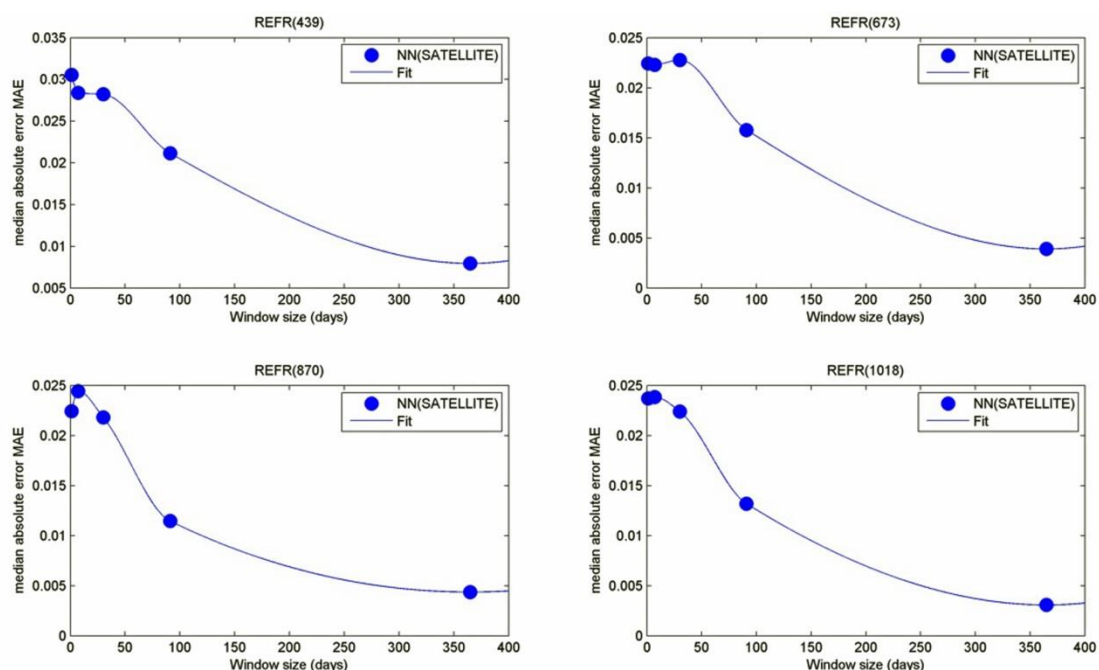 REFR(439)
median absolute error MAE
0.035
0.03
0.025
0.02
0.015
0.01
0.005
NN(SATELLITE)
Fit
0 50 100 150 200 250 300 350 400
Window size (days)
REFR(673)
median absolute error MAE
0.025
0.02
0.015
0.01
0.005
0
NN(SATELLITE)
Fit
0 50 100 150 200 250 300 350 400
Window size (days)
REFR(870)
median absolute error MAE
0.025
0.02
0.015
0.01
0.005
0
NN(SATELLITE)
Fit
0 50 100 150 200 250 300 350 400
Window size (days)
REFR(1018)
median absolute error MAE
0.025
0.02
0.015
0.01
0.005
0
NN(SATELLITE)
Fit
0 50 100 150 200 250 300 350 400
Window size (days)